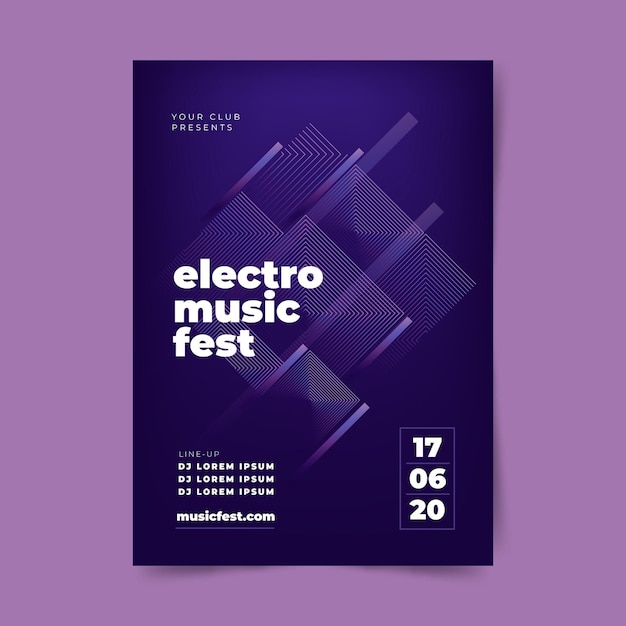 YOUR CLUB
PRESENTS
electro
music
fest
LINE-UP
DJ LOREM IPSUM
DJ LOREM IPSUM
DJ LOREM IPSUM
musicfest.com
17
06
20